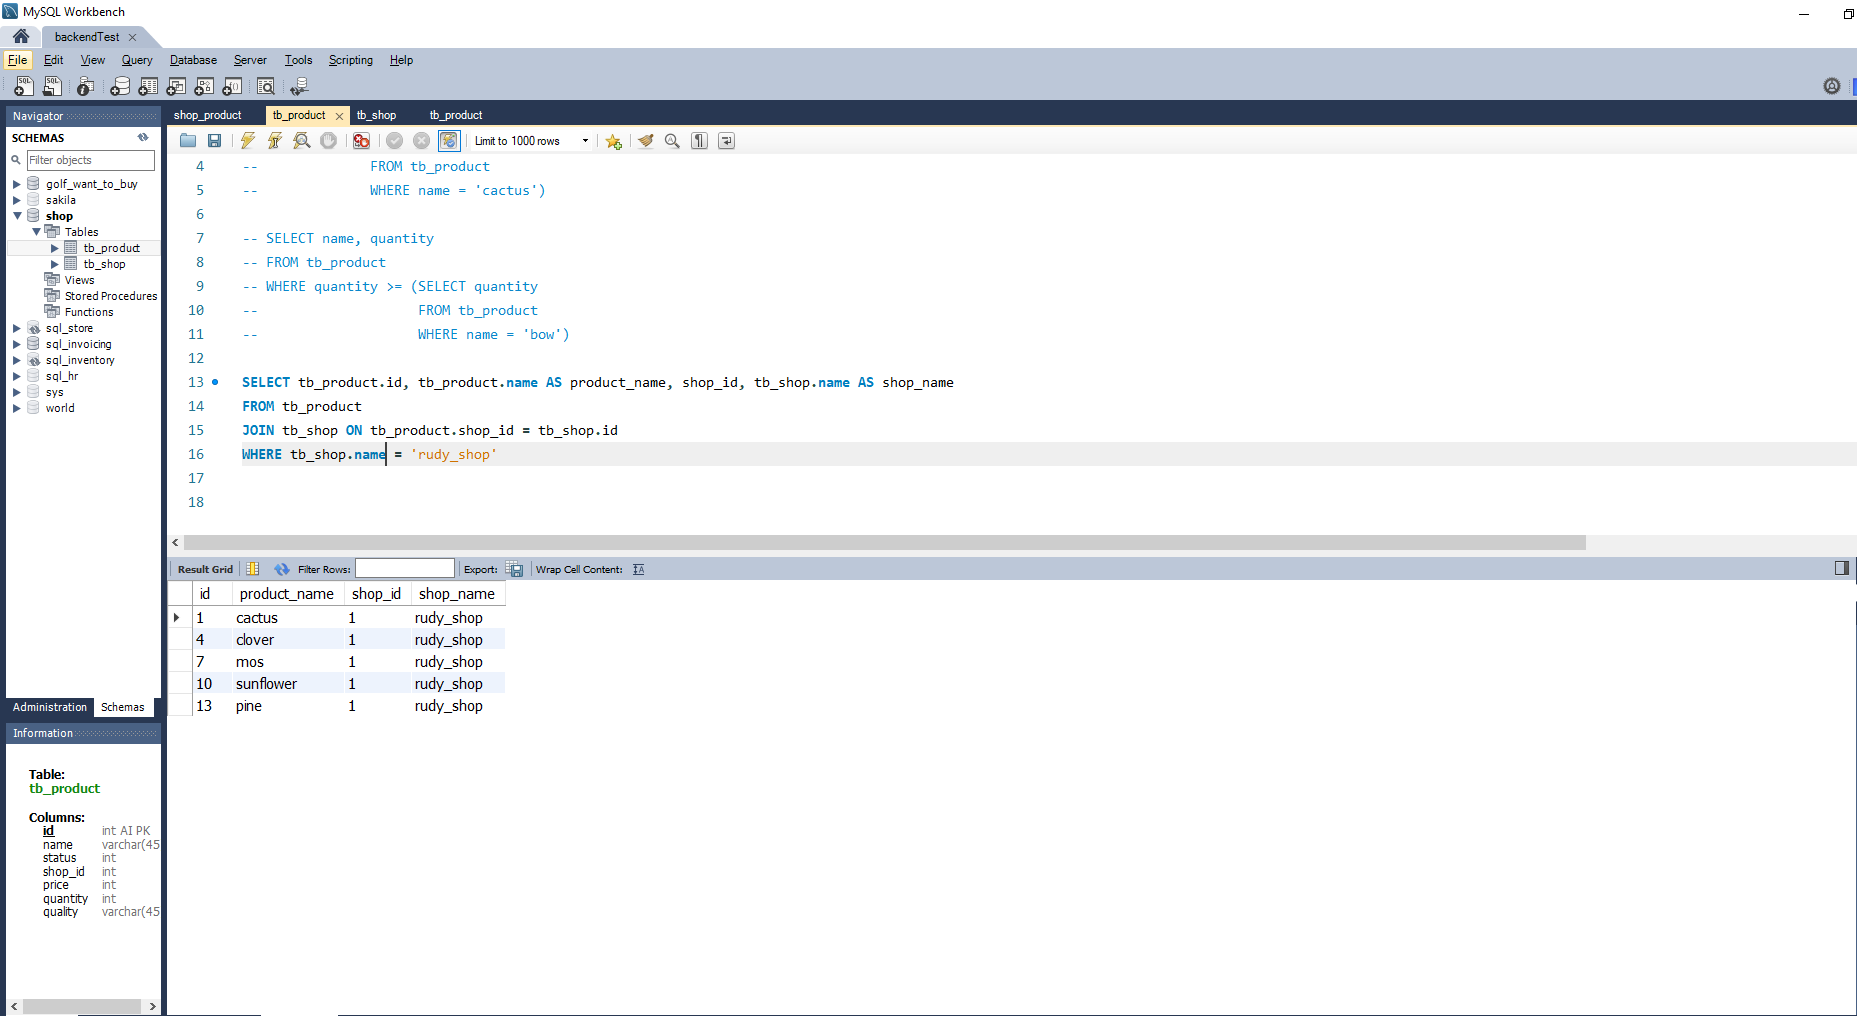 MySQL Workbench
backendTest
File Edit View Query Database Server Tools Scripting Help
Navigator
SCHEMAS
Filter objects
golf_want_to_buy
sakila
shop
Tables
tb_product
tb_shop
Views
Stored Procedures
Functions
sql_store
sql_invoicing
sql_inventory
sql_hr
sys
world
Administration Schemas
Information
Table:
tb_product
Columns:
id int AI PK
name varchar(45
status int
shop_id int
price int
quantity int
quality varchar(45
shop_product tb_product tb_shop tb_product
Limit to 1000 rows
4 -- FROM tb_product
5 -- WHERE name = 'cactus')
6
7 -- SELECT name, quantity
8 -- FROM tb_product
9 -- WHERE quantity >= (SELECT quantity
10 -- FROM tb_product
11 -- WHERE name = 'bow')
12
13 SELECT tb_product.id, tb_product.name AS product_name, shop_id, tb_shop.name AS shop_name
14 FROM tb_product
15 JOIN tb_shop ON tb_product.shop_id = tb_shop.id
16 WHERE tb_shop.name = 'rudy_shop'
17
18
Result Grid Filter Rows: Export: Wrap Cell Content:
id product_name shop_id shop_name
1 cactus 1 rudy_shop
4 clover 1 rudy_shop
7 mos 1 rudy_shop
10 sunflower 1 rudy_shop
13 pine 1 rudy_shop